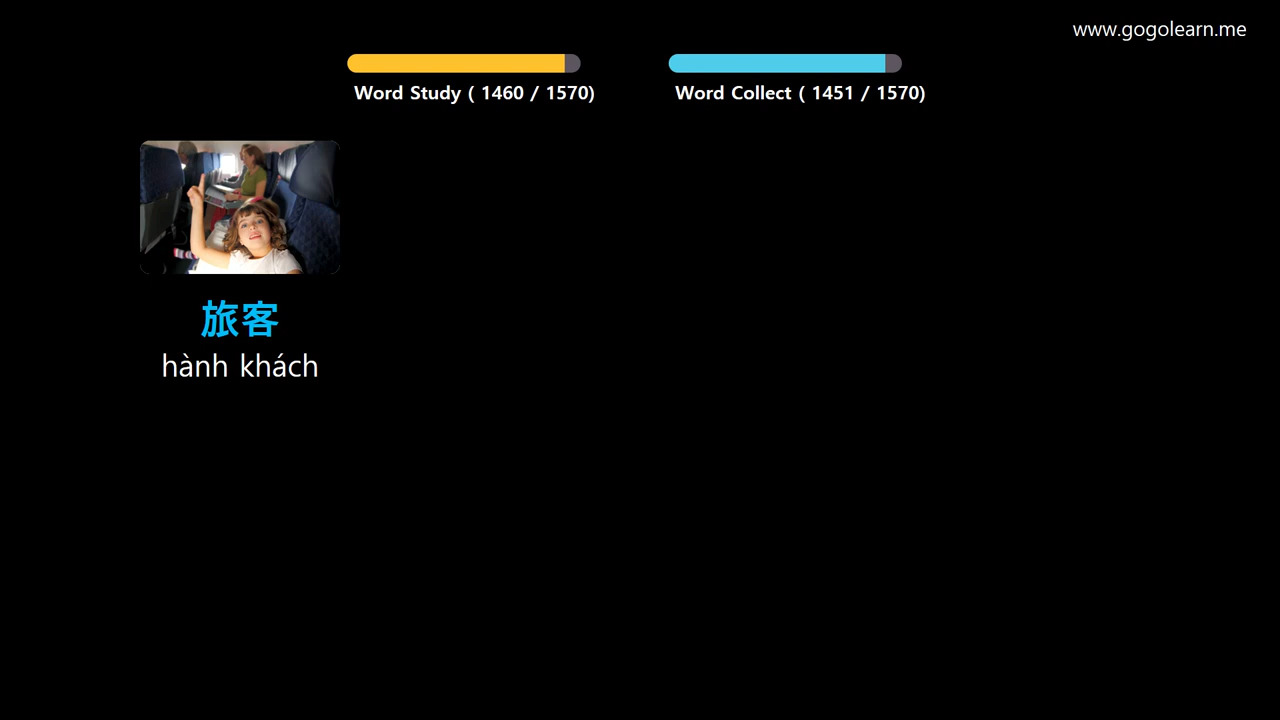 www.gogolearn.me
Word Study ( 1460 / 1570)
Word Collect ( 1451 / 1570)
旅客
hành khách